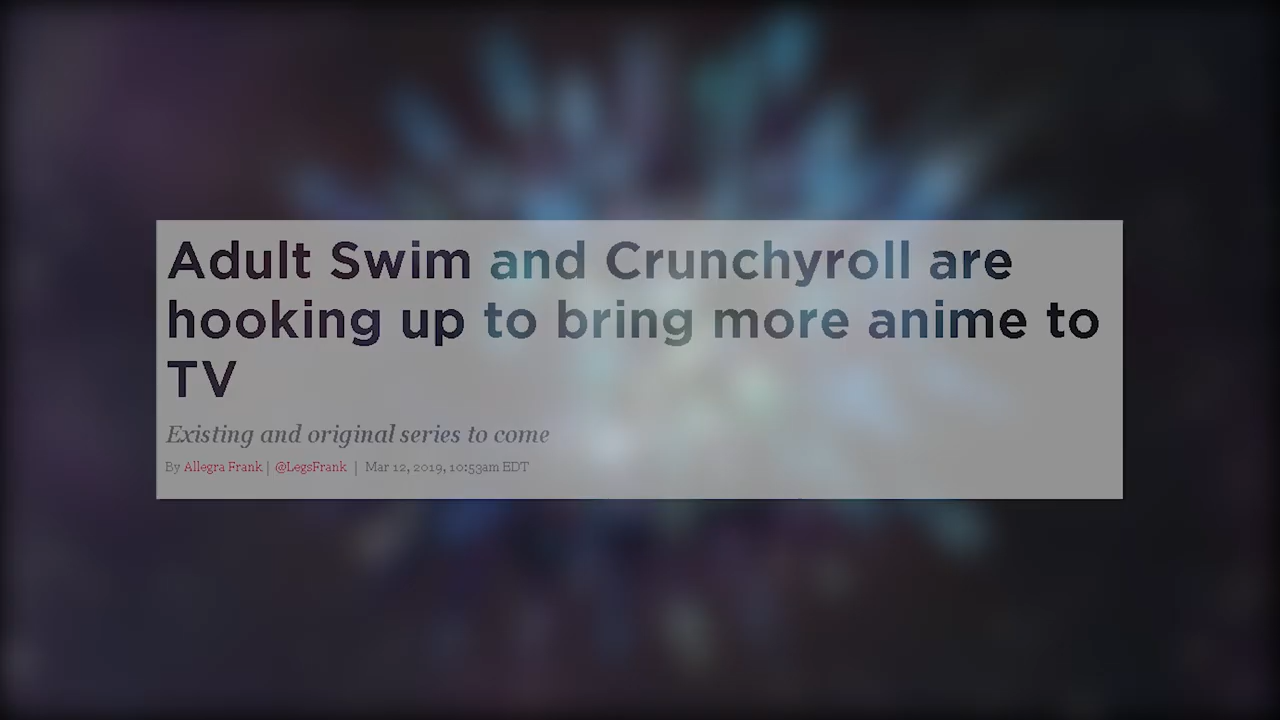 Adult Swim and Crunchyroll are
hooking up to bring more anime to
TV
Existing and original series to come
By Allegra Frank | @LegsFrank | Mar 12, 2019, 10:53am EDT